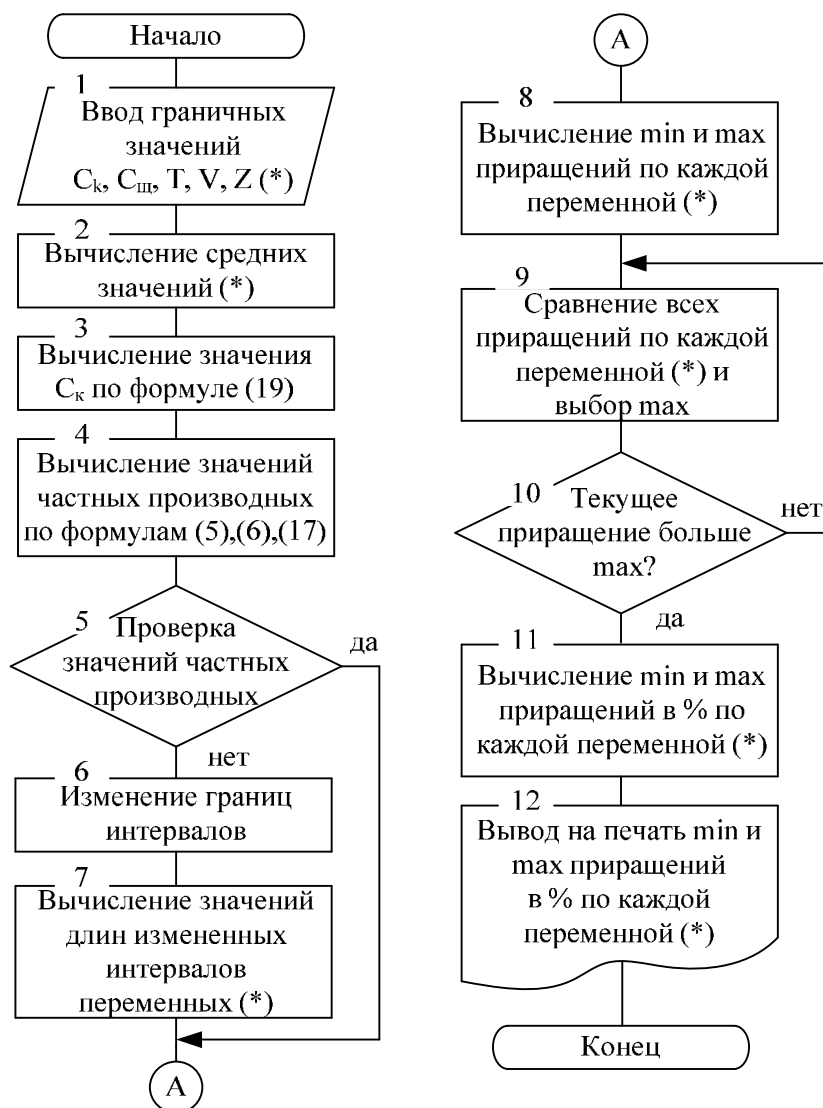 Начало
1
Ввод граничных
значений
Cₖ, Cщ, T, V, Z (*)
2
Вычисление средних
значений (*)
3
Вычисление значения
Cк по формуле (19)
4
Вычисление значений
частных производных
по формулам (5),(6),(17)
5
Проверка
значений частных
производных
да
нет
6
Изменение границ
интервалов
7
Вычисление значений
длин измененных
интервалов
переменных (*)
А
А
8
Вычисление min и max
приращений по каждой
переменной (*)
9
Сравнение всех
приращений по каждой
переменной (*) и
выбор max
10
Текущее
приращение больше
max?
нет
да
11
Вычисление min и max
приращений в % по
каждой переменной (*)
12
Вывод на печать min и
max приращений
в % по каждой
переменной (*)
Конец